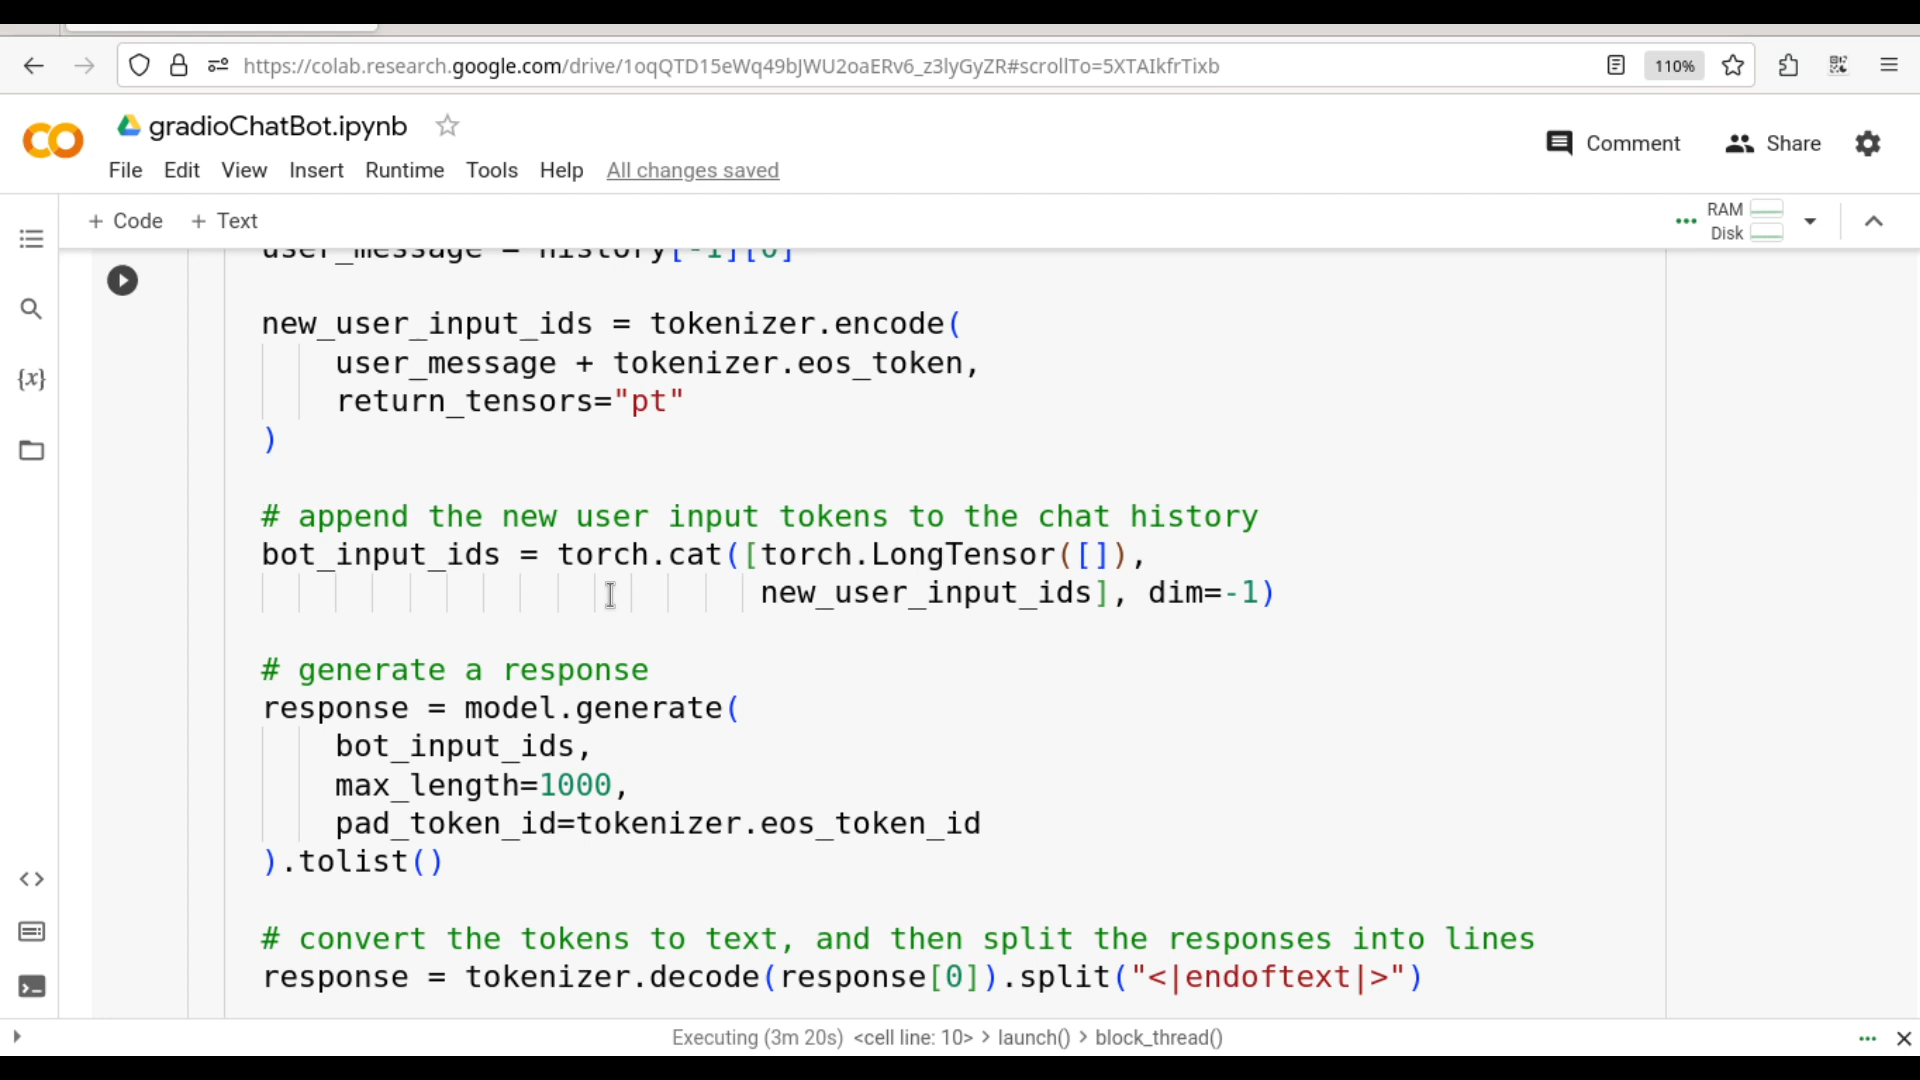 https://colab.research.google.com/drive/1oqQTD15eWq49bJWU2oaERv6_z3lyGyZR#scrollTo=5XTAIkfrTixb
110%
gradioChatBot.ipynb
File Edit View Insert Runtime Tools Help All changes saved
Comment
Share
+ Code + Text
RAM
Disk
{x}
user_message = history[-1][0]
new_user_input_ids = tokenizer.encode(
user_message + tokenizer.eos_token,
return_tensors="pt"
)
# append the new user input tokens to the chat history
bot_input_ids = torch.cat([torch.LongTensor([]),
new_user_input_ids], dim=-1)
# generate a response
response = model.generate(
bot_input_ids,
max_length=1000,
pad_token_id=tokenizer.eos_token_id
).tolist()
# convert the tokens to text, and then split the responses into lines
response = tokenizer.decode(response[0]).split("<|endoftext|>")
Executing (3m 20s) <cell line: 10> > launch() > block_thread()